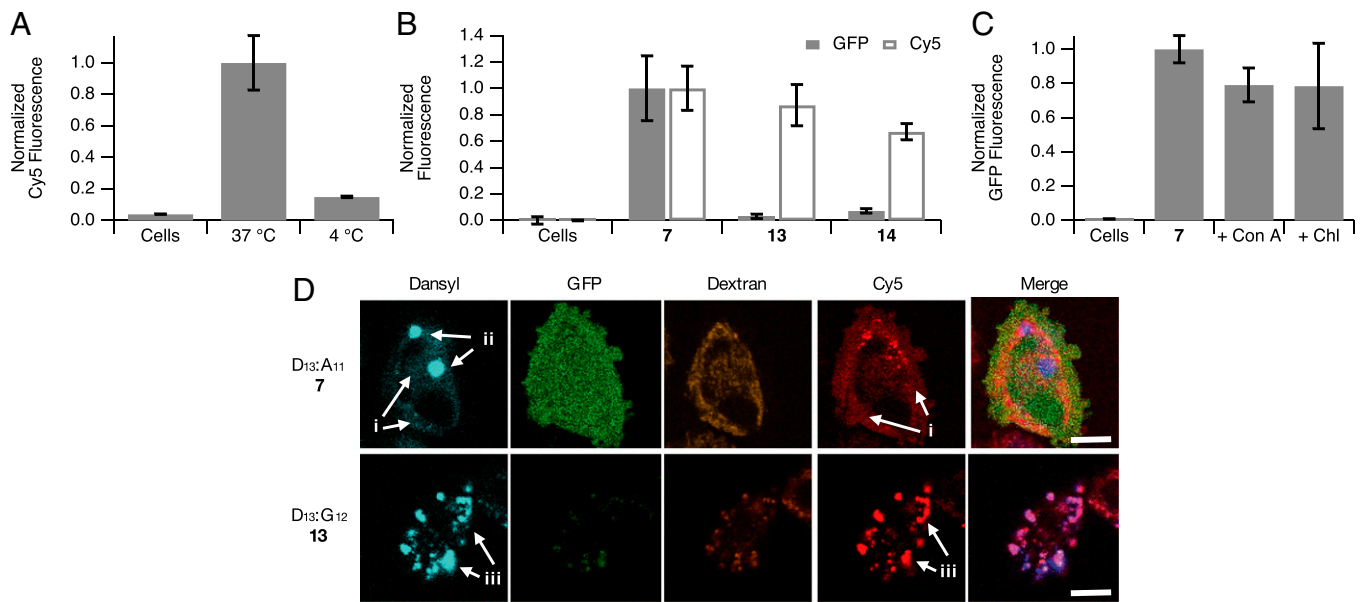 A
Normalized
Cy5 Fluorescence
1.0
0.8
0.6
0.4
0.2
0.0
Cells
37 °C
4 °C
B
Normalized
Fluorescence
1.4
1.2
1.0
0.8
0.6
0.4
0.2
0.0
GFP
Cy5
Cells
7
13
14
C
Normalized
GFP Fluorescence
1.0
0.8
0.6
0.4
0.2
0.0
Cells
7
+ Con A
+ Chl
D
Dansyl
GFP
Dextran
Cy5
Merge
D13:A11
7
ii
i
i
D13:G12
13
iii
iii